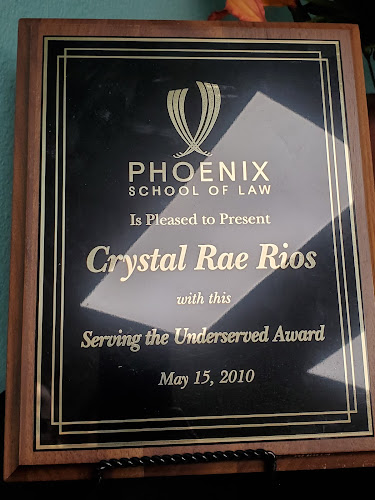 PHOENIX
SCHOOL OF LAW
Is Pleased to Present
Crystal Rae Rios
with this
Serving the Underserved Award
May 15, 2010